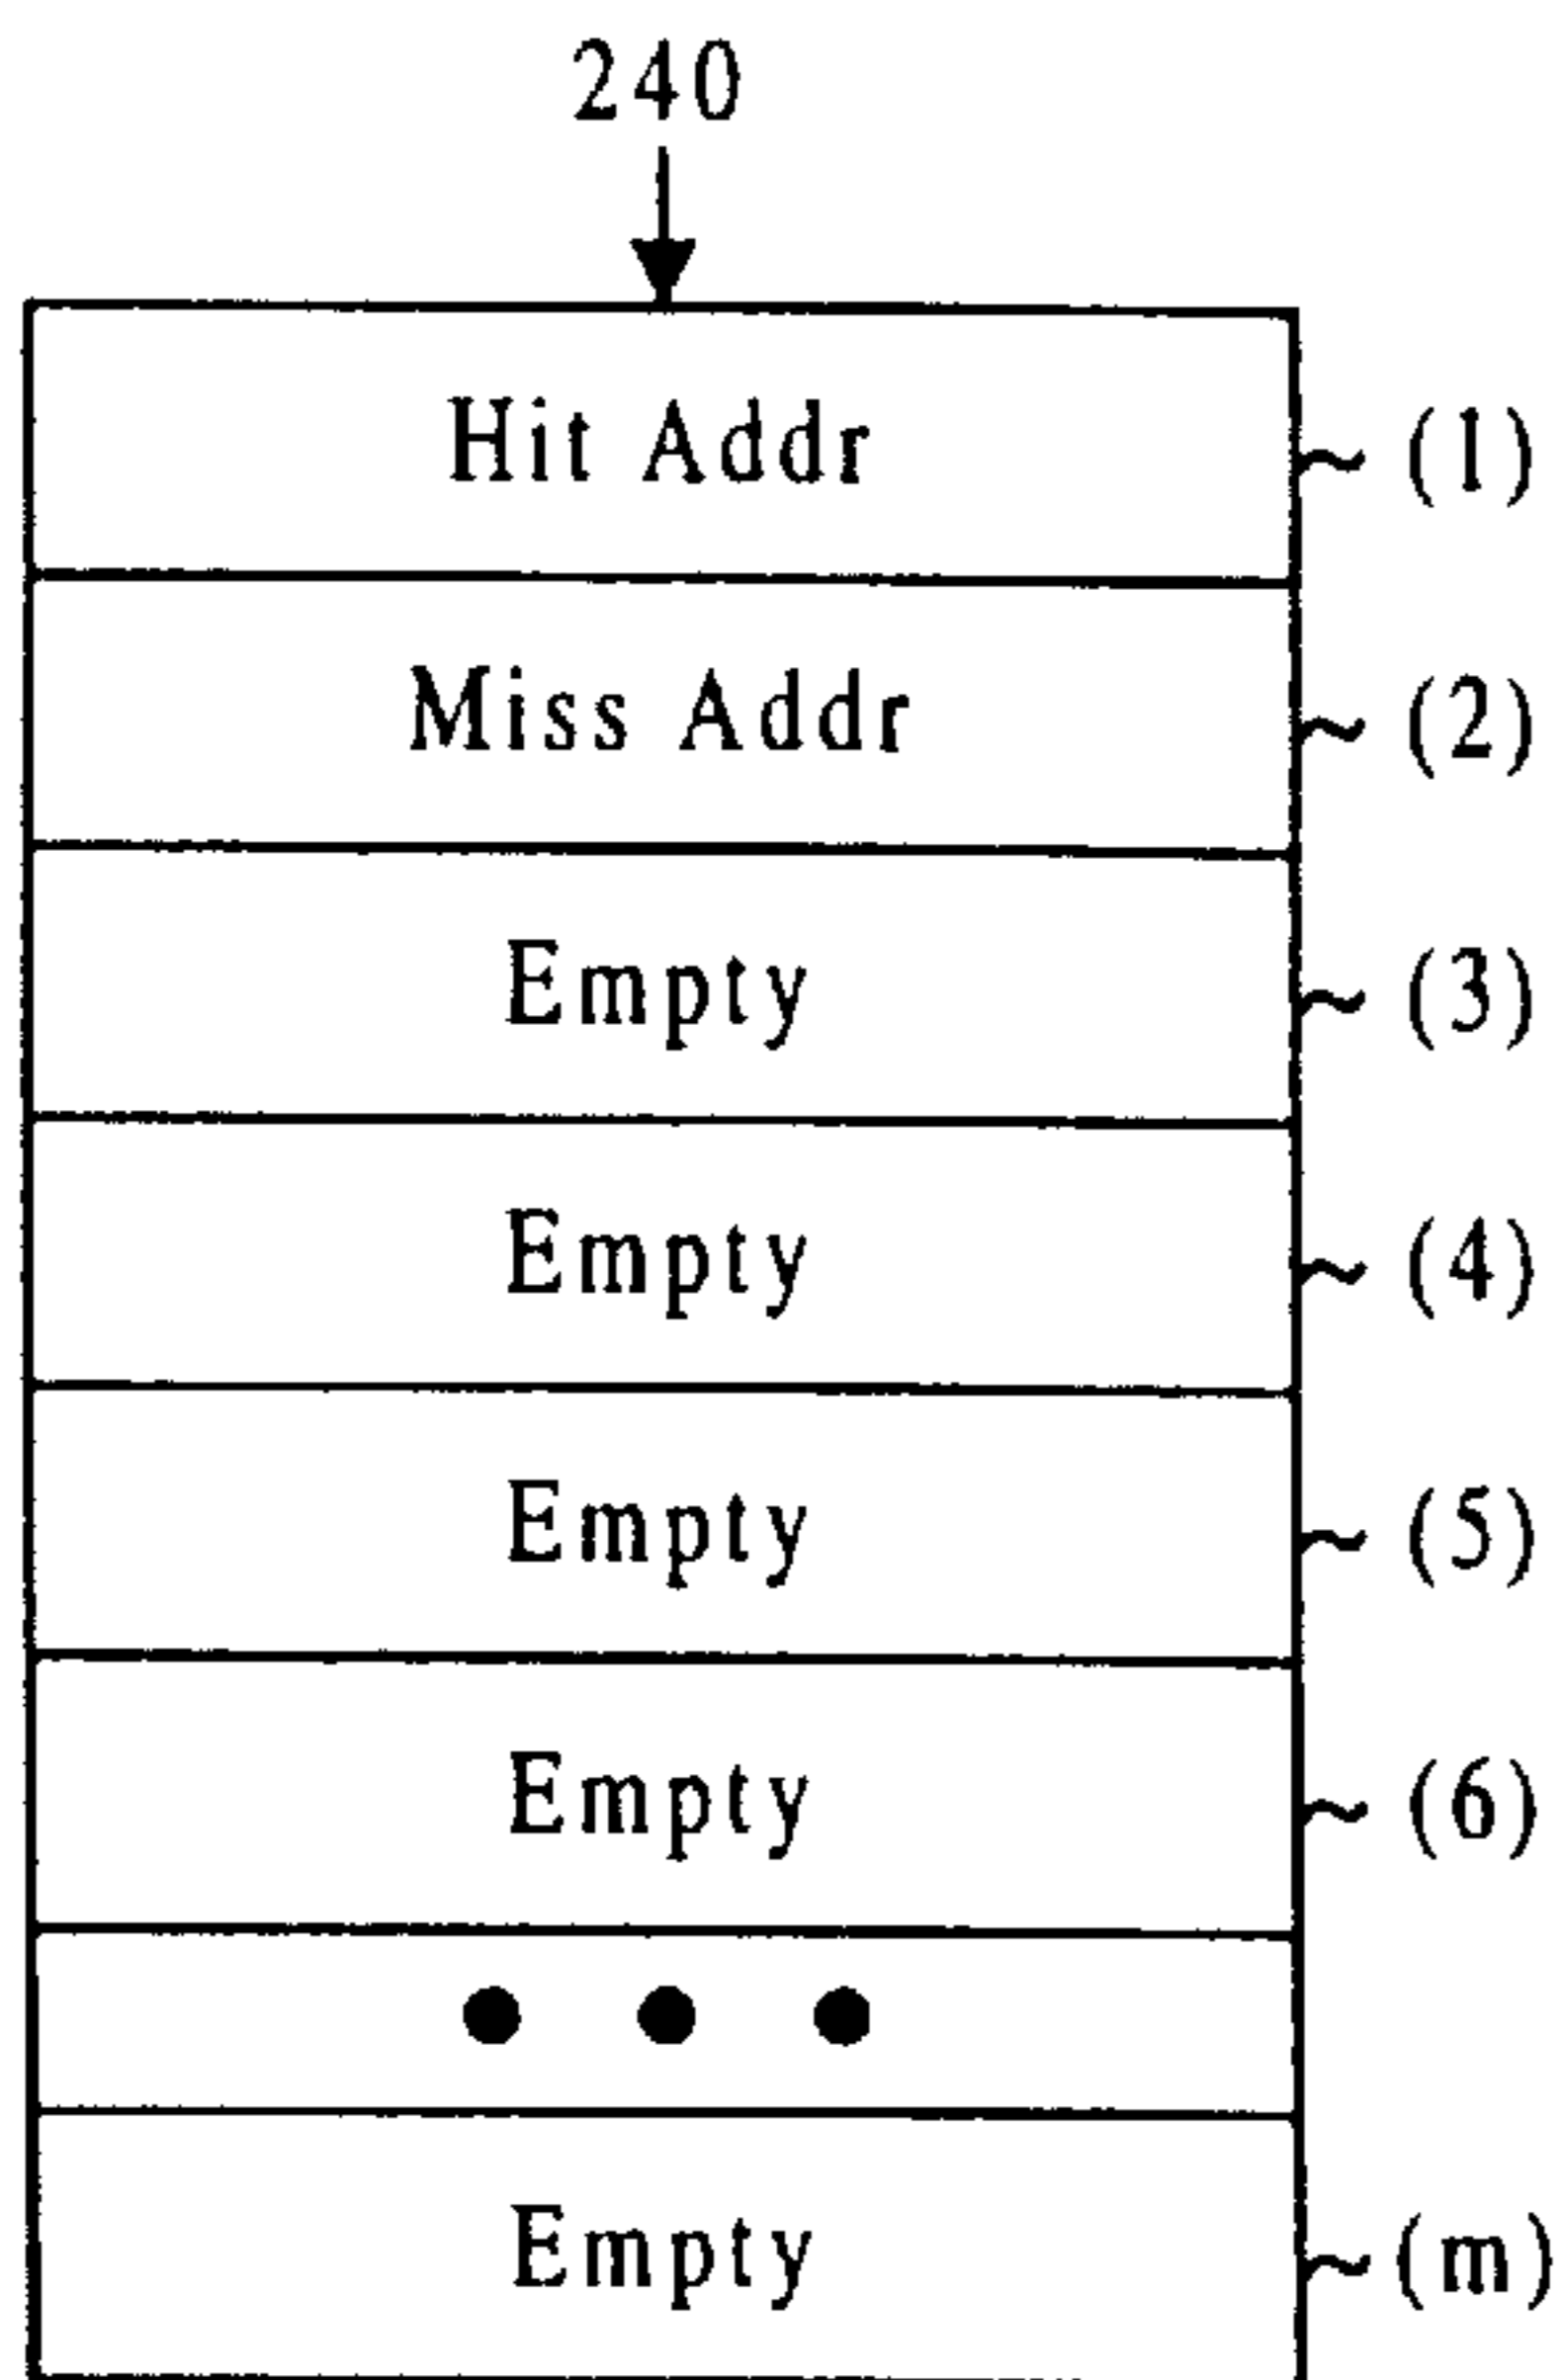 240
Hit Addr (1)
Miss Addr (2)
Empty (3)
Empty (4)
Empty (5)
Empty (6)
Empty (m)